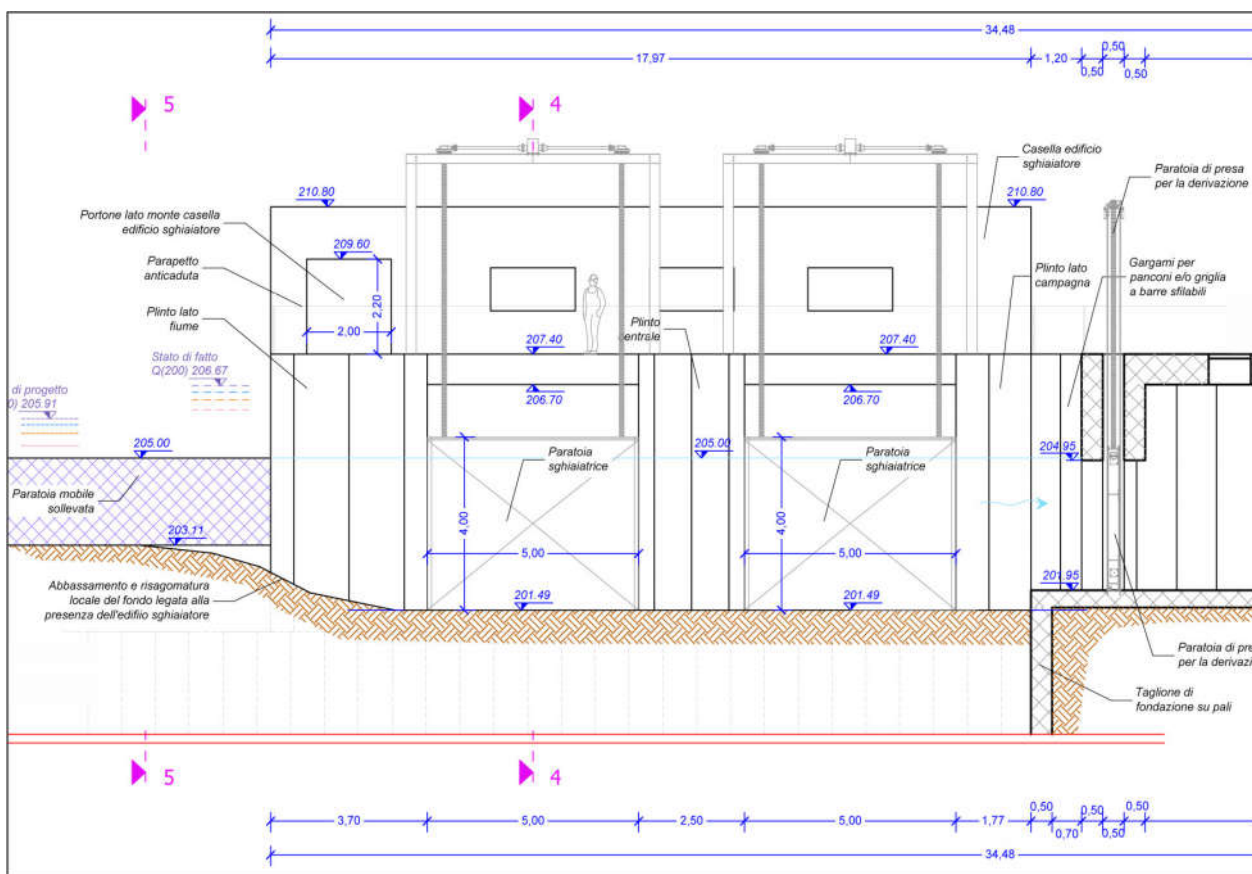 34,48
17,97
1,20
0,50
0,50
0,50
5
4
Casella edificio
sghiaiatore
Paratoia di presa
per la derivazione
210.80
210.80
Portone lato monte casella
edificio sghiaiatore
209.60
Parapetto
anticaduta
2,20
2,00
Plinto lato
fiume
Plinto lato
campagna
Gargami per
panconi e/o griglia
a barre sfilabili
Plinto
centrale
207.40
207.40
Stato di fatto
Q(200) 206.67
206.70
206.70
di progetto
0) 205.91
205.00
205.00
204.95
Paratoia
sghiaiatrice
Paratoia
sghiaiatrice
Paratoia mobile
sollevata
4,00
4,00
203.11
5,00
5,00
Abbassamento e risagomatura
locale del fondo legata alla
presenza dell'edifiio sghiaiatore
201.49
201.49
201.95
Paratoia di pre
per la derivazi
Taglione di
fondazione su pali
5
4
3,70
5,00
2,50
5,00
1,77
0,50
0,70
0,50
0,50
0,50
34,48